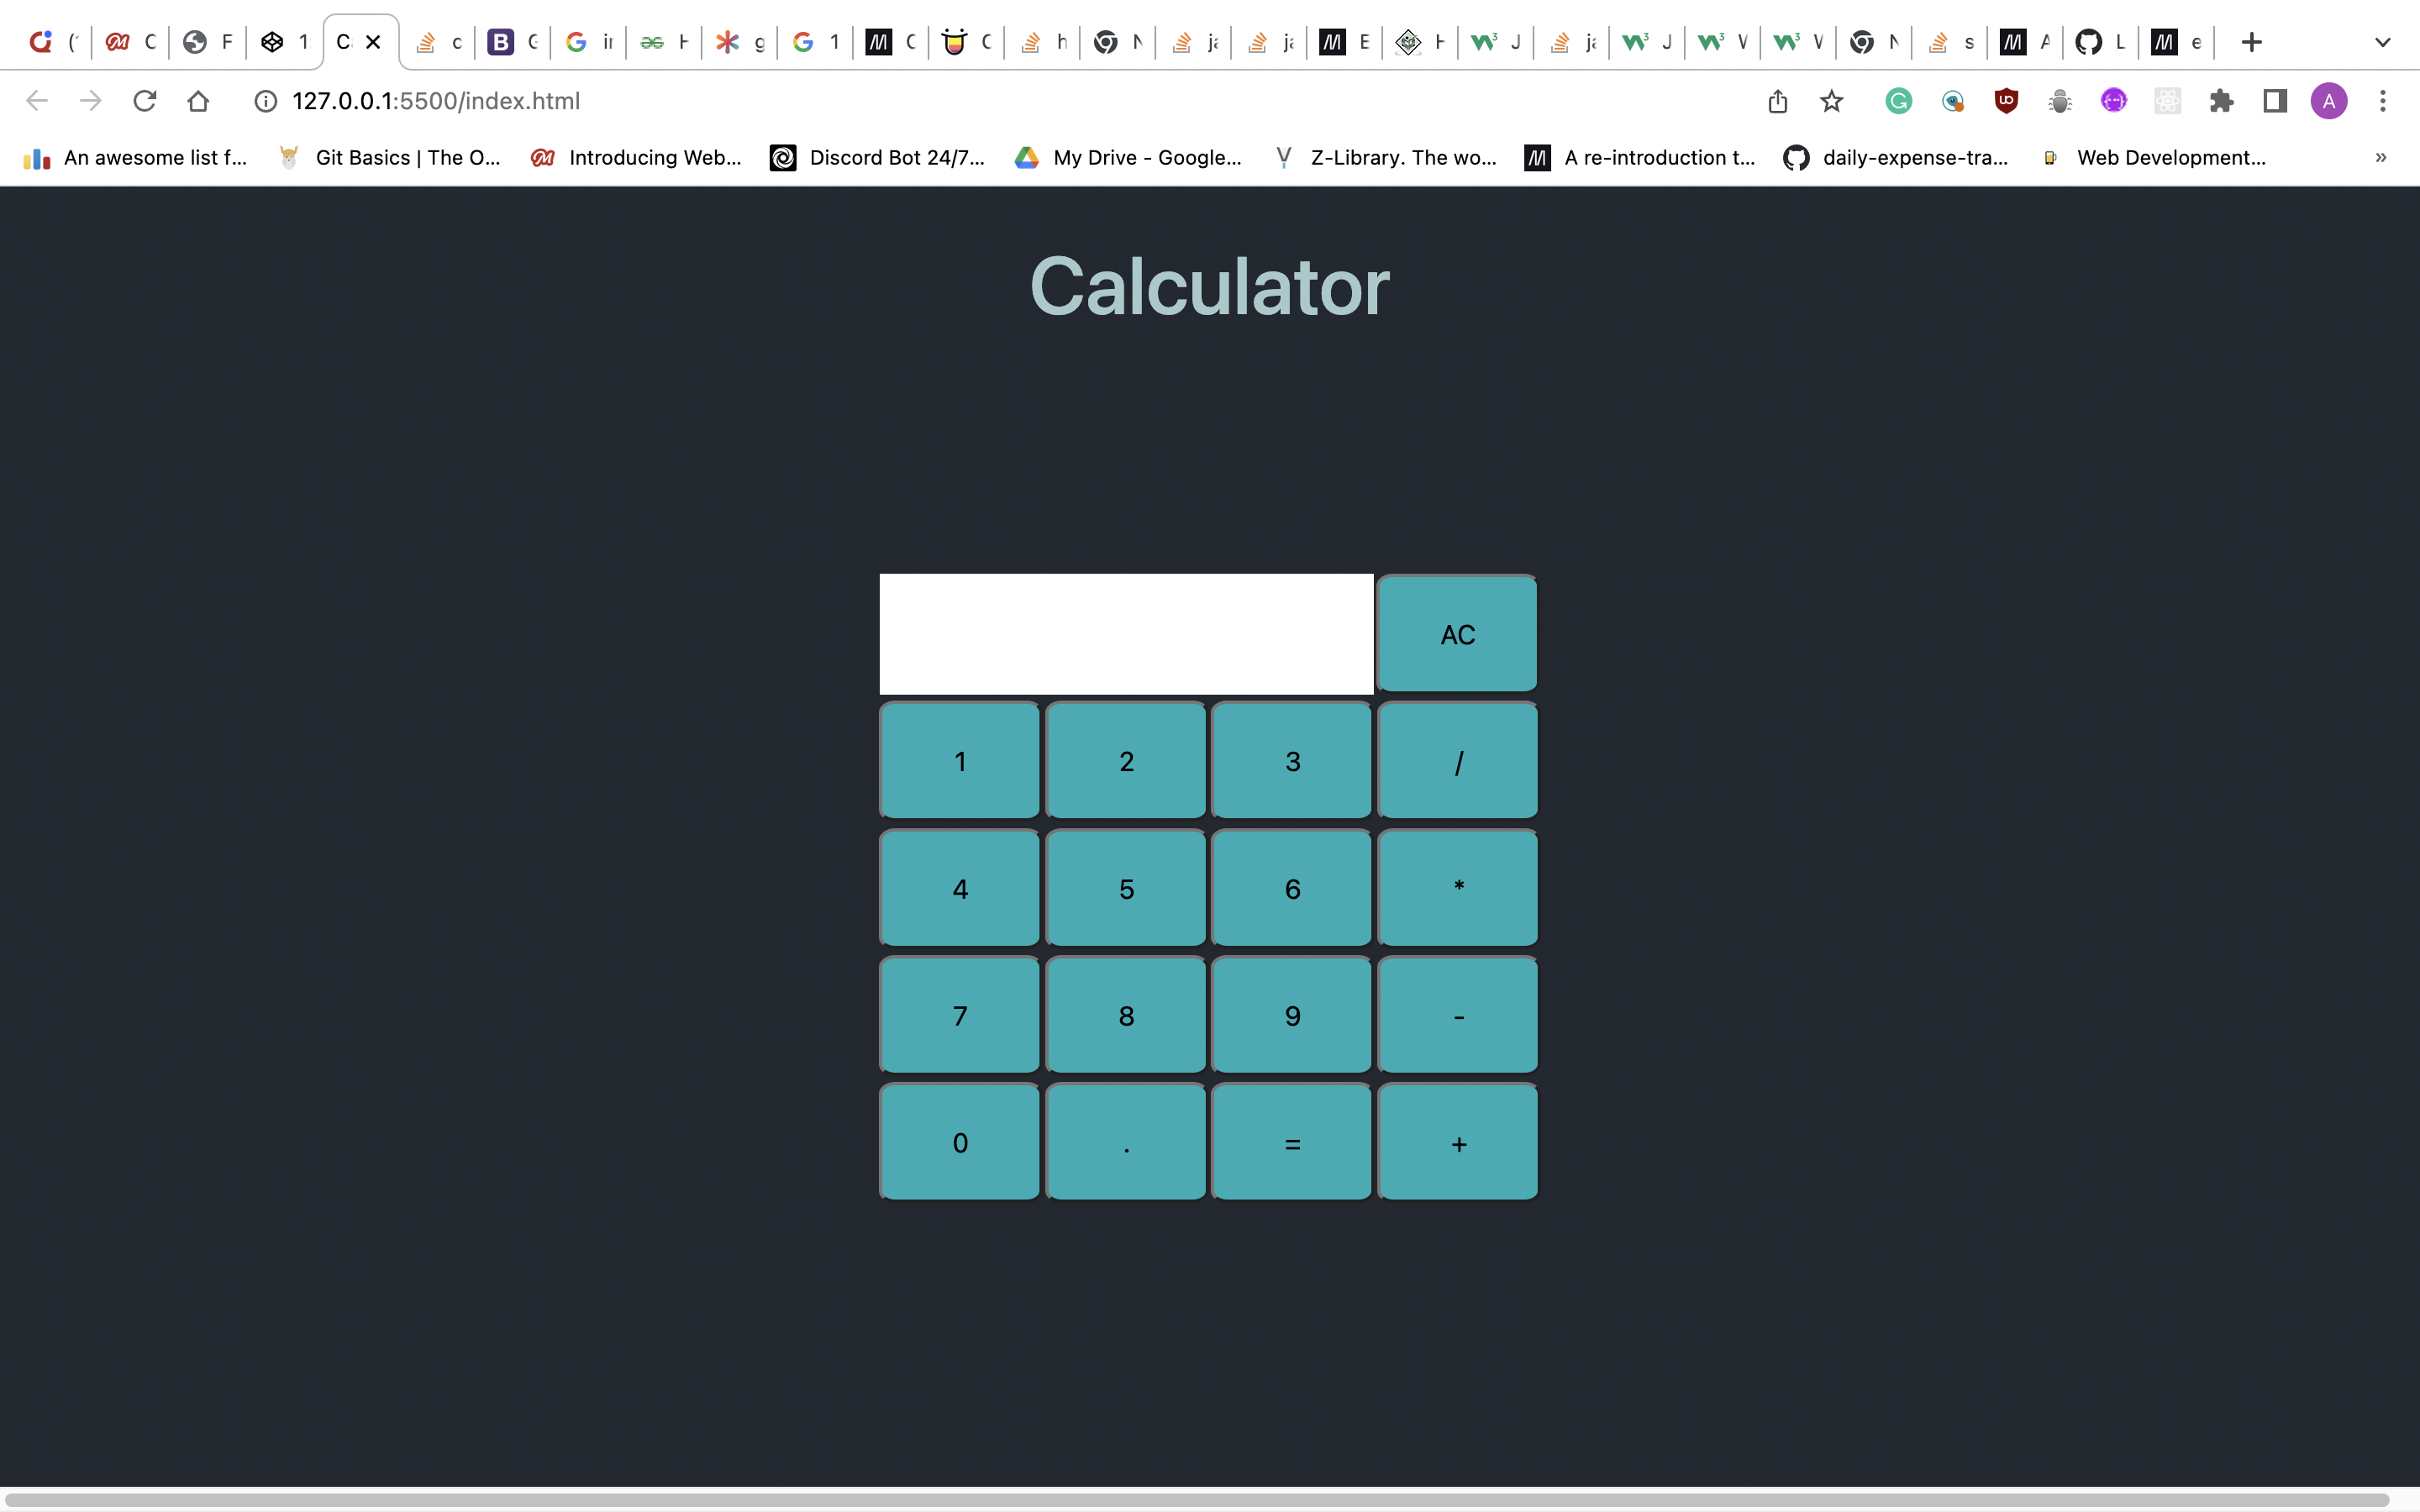 127.0.0.1:5500/index.html
An awesome list f... Git Basics | The O... Introducing Web... Discord Bot 24/7... My Drive - Google... Z-Library. The wo... A re-introduction t... daily-expense-tra... Web Development... »
Calculator
AC
1 2 3 /
4 5 6 *
7 8 9 -
0 . = +